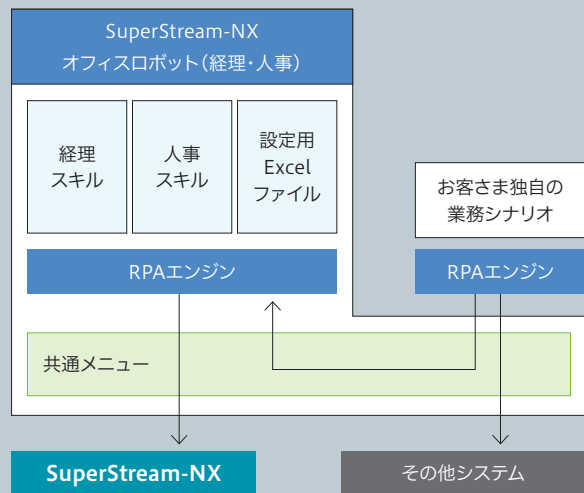 SuperStream-NX
オフィスロボット(経理・人事)
経理
スキル
人事
スキル
設定用
Excel
ファイル
お客さま独自の
業務シナリオ
RPAエンジン
RPAエンジン
共通メニュー
SuperStream-NX
その他システム